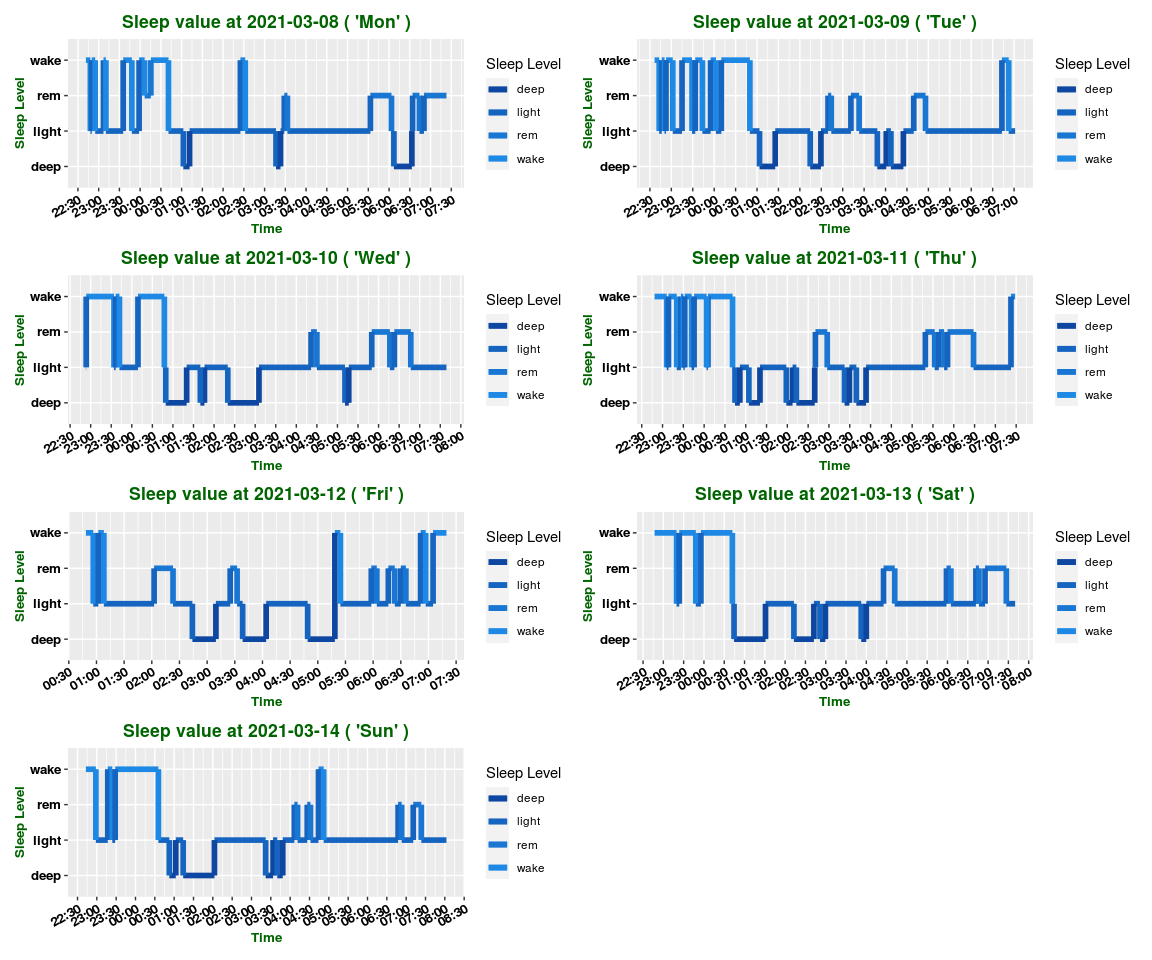 Sleep value at 2021-03-08 ( 'Mon' )
Sleep Level
wake
rem
light
deep
22:30 23:00 23:30 00:00 00:30 01:00 01:30 02:00 02:30 03:00 03:30 04:00 04:30 05:00 05:30 06:00 06:30 07:00 07:30
Time
Sleep Level
deep
light
rem
wake
Sleep value at 2021-03-09 ( 'Tue' )
Sleep Level
wake
rem
light
deep
22:30 23:00 23:30 00:00 00:30 01:00 01:30 02:00 02:30 03:00 03:30 04:00 04:30 05:00 05:30 06:00 06:30 07:00
Time
Sleep Level
deep
light
rem
wake
Sleep value at 2021-03-10 ( 'Wed' )
Sleep Level
wake
rem
light
deep
22:30 23:00 23:30 00:00 00:30 01:00 01:30 02:00 02:30 03:00 03:30 04:00 04:30 05:00 05:30 06:00 06:30 07:00 07:30 08:00
Time
Sleep Level
deep
light
rem
wake
Sleep value at 2021-03-11 ( 'Thu' )
Sleep Level
wake
rem
light
deep
22:30 23:00 23:30 00:00 00:30 01:00 01:30 02:00 02:30 03:00 03:30 04:00 04:30 05:00 05:30 06:00 06:30 07:00 07:30
Time
Sleep Level
deep
light
rem
wake
Sleep value at 2021-03-12 ( 'Fri' )
Sleep Level
wake
rem
light
deep
00:30 01:00 01:30 02:00 02:30 03:00 03:30 04:00 04:30 05:00 05:30 06:00 06:30 07:00 07:30
Time
Sleep Level
deep
light
rem
wake
Sleep value at 2021-03-13 ( 'Sat' )
Sleep Level
wake
rem
light
deep
22:30 23:00 23:30 00:00 00:30 01:00 01:30 02:00 02:30 03:00 03:30 04:00 04:30 05:00 05:30 06:00 06:30 07:00 07:30 08:00
Time
Sleep Level
deep
light
rem
wake
Sleep value at 2021-03-14 ( 'Sun' )
Sleep Level
wake
rem
light
deep
22:30 23:00 23:30 00:00 00:30 01:00 01:30 02:00 02:30 03:00 03:30 04:00 04:30 05:00 05:30 06:00 06:30 07:00 07:30 08:00 08:30
Time
Sleep Level
deep
light
rem
wake